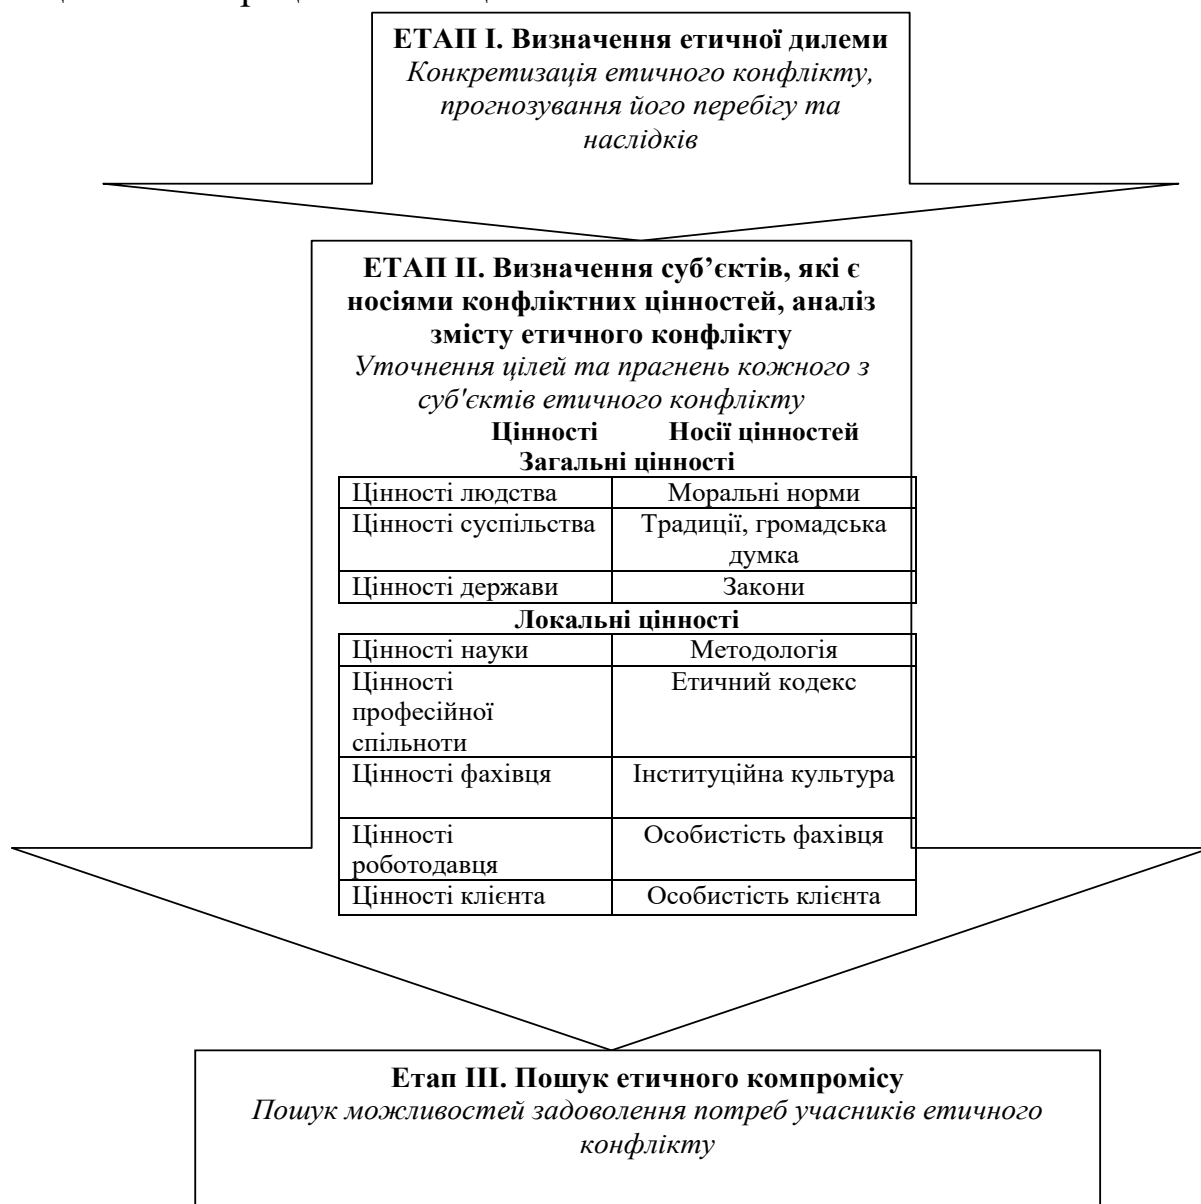 ЕТАП І. Визначення етичної дилеми
Конкретизація етичного конфлікту,
прогнозування його перебігу та
наслідків
ЕТАП ІІ. Визначення суб’єктів, які є
носіями конфліктних цінностей, аналіз
змісту етичного конфлікту
Уточнення цілей та прагнень кожного з
суб'єктів етичного конфлікту
Цінності Носії цінностей
Загальні цінності
Цінності людства Моральні норми
Цінності суспільства Традиції, громадська
думка
Цінності держави Закони
Локальні цінності
Цінності науки Методологія
Цінності Етичний кодекс
професійної
спільноти
Цінності фахівця Інституційна культура
Цінності Особистість фахівця
роботодавця
Цінності клієнта Особистість клієнта
Етап ІІІ. Пошук етичного компромісу
Пошук можливостей задоволення потреб учасників етичного
конфлікту